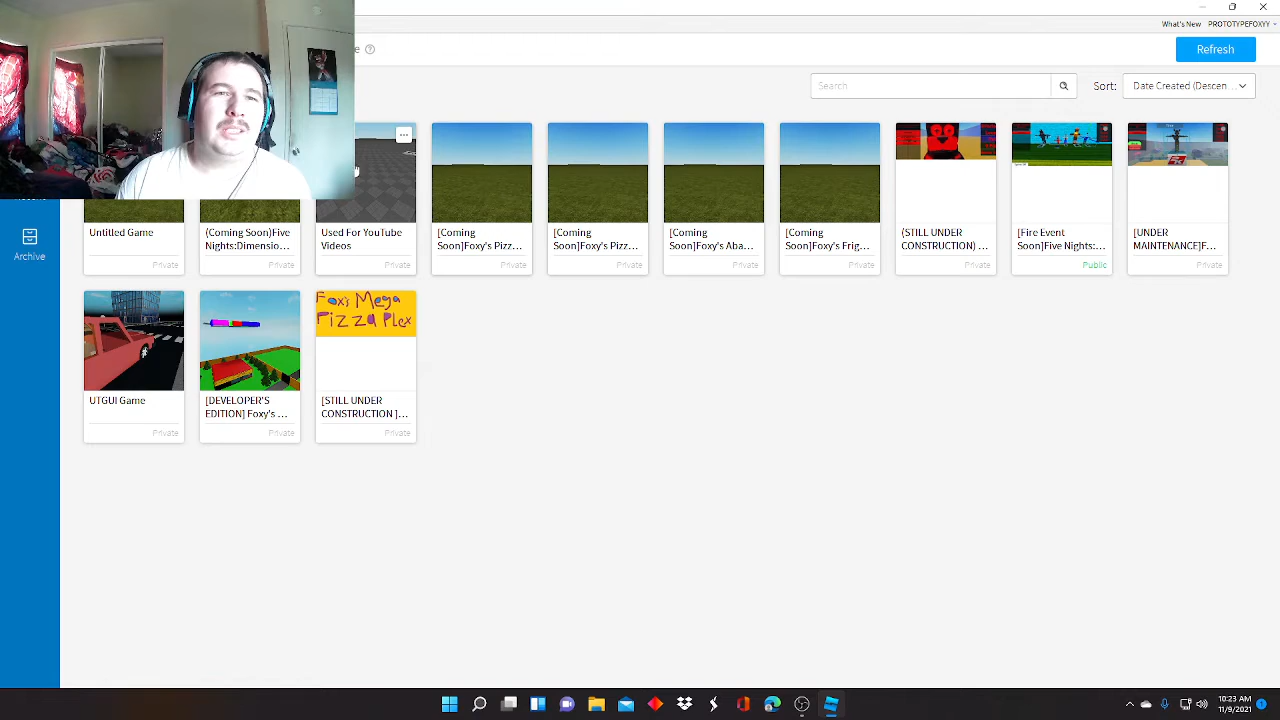 What's New PROTOTYPEFOXYY
e
Refresh
Search
Sort: Date Created (Descen
Untitled Game
Private
(Coming Soon)Five Nights:Dimensio...
Private
Used For YouTube Videos
Private
[Coming Soon]Foxy's Pizz...
Private
[Coming Soon]Foxy's Pizz...
Private
[Coming Soon]Foxy's Aba...
Private
[Coming Soon]Foxy's Frig...
Private
(STILL UNDER CONSTRUCTION) ...
Private
[Fire Event Soon]Five Nights:...
Public
[UNDER MAINTENANCE]F...
Private
Archive
Foxy's Mega
Pizza Plex
UTGUI Game
Private
[DEVELOPER'S EDITION] Foxy's ...
Private
[STILL UNDER CONSTRUCTION ]...
Private
10:23 AM
11/9/2021